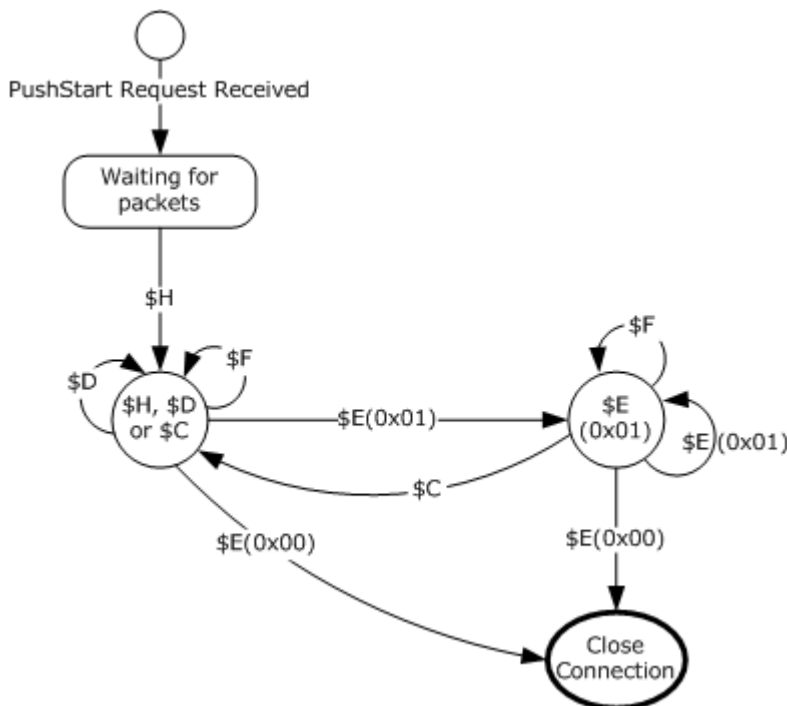 PushStart Request Received
Waiting for
packets
$H
$D
$F
$H, $D
or $C
$E(0x01)
$F
$E
(0x01)
$E(0x01)
$C
$E(0x00)
$E(0x00)
Close
Connection